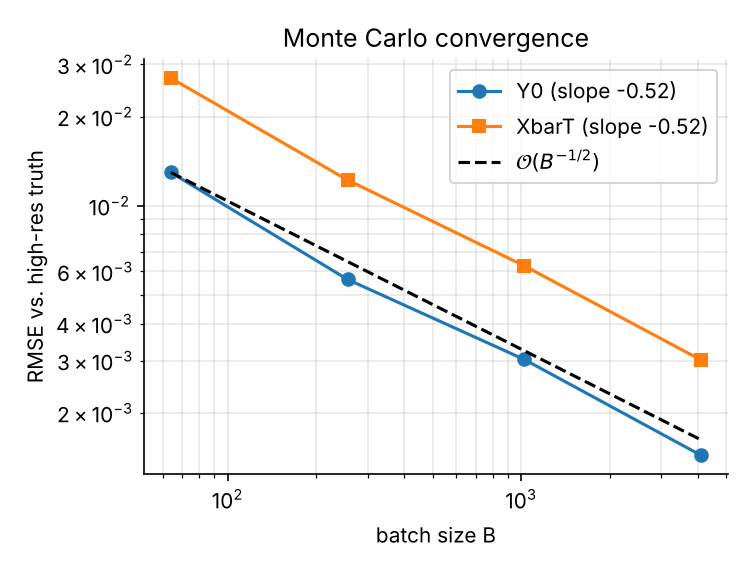 Monte Carlo convergence
Y0 (slope -0.52)
XbarT (slope -0.52)
𝒪(B⁻¹ᐟ²)
RMSE vs. high-res truth
3 × 10⁻²
2 × 10⁻²
10⁻²
6 × 10⁻³
4 × 10⁻³
3 × 10⁻³
2 × 10⁻³
10² 10³
batch size B